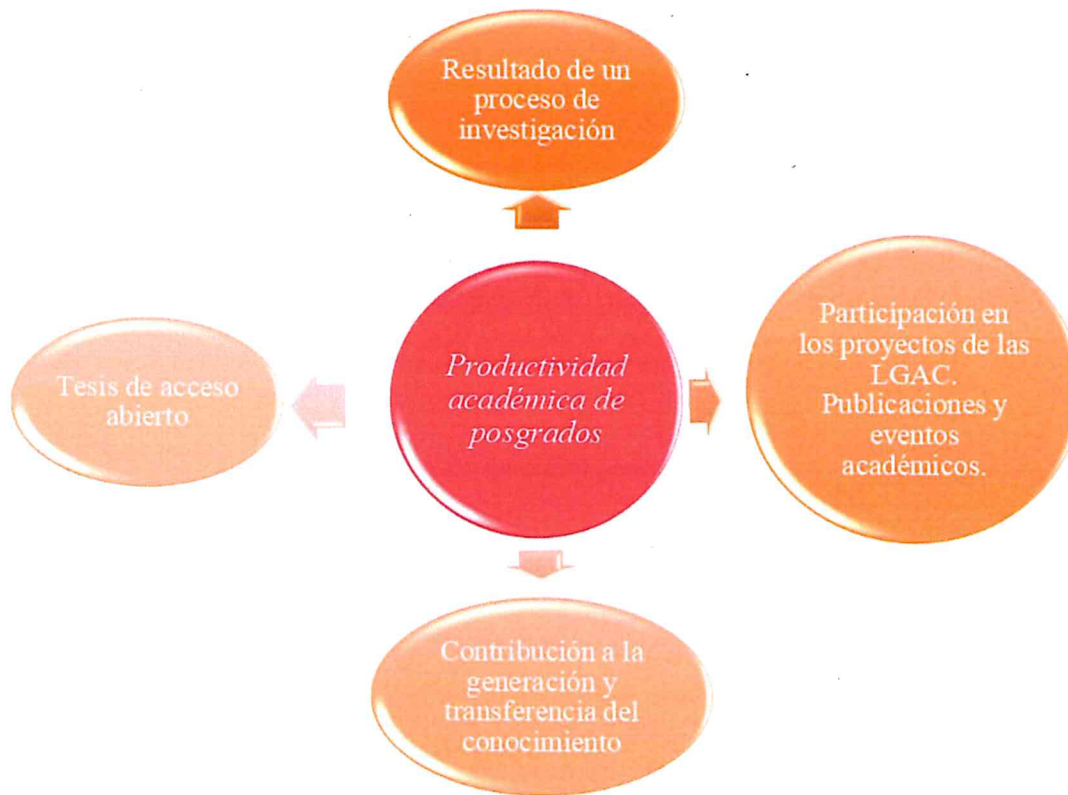 Resultado de un
proceso de
investigación
Tesis de acceso
abierto
Productividad
académica de
posgrados
Participación en
los proyectos de las
LGAC.
Publicaciones y
eventos
académicos.
Contribución a la
generación y
transferencia del
conocimiento